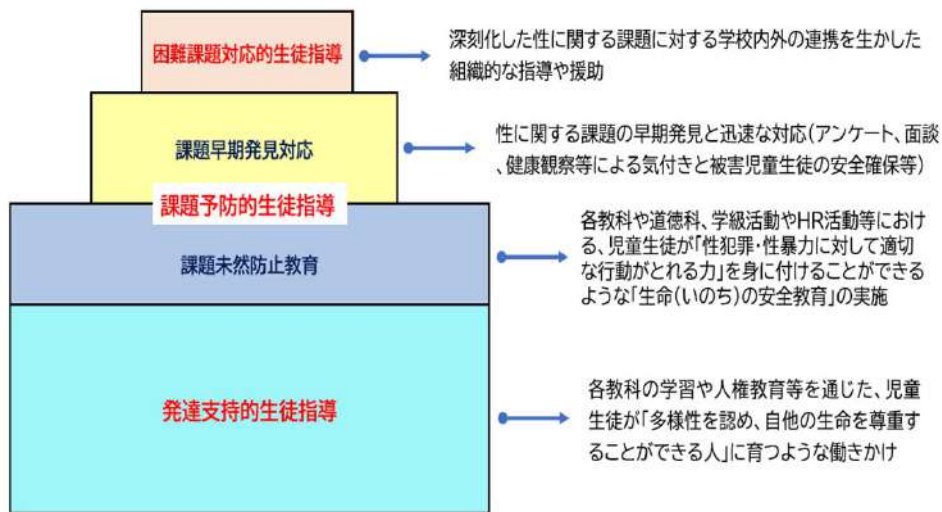 困難課題対応的生徒指導
深刻化した性に関する課題に対する学校内外の連携を生かした
組織的な指導や援助
課題早期発見対応
性に関する課題の早期発見と迅速な対応(アンケート、面談
、健康観察等による気付きと被害児童生徒の安全確保等)
課題予防的生徒指導
課題未然防止教育
各教科や道徳科、学級活動やHR活動等におけ
る、児童生徒が「性犯罪・性暴力に対して適切
な行動がとれる力」を身に付けることができる
ような「生命(いのち)の安全教育」の実施
発達支持的生徒指導
各教科の学習や人権教育等を通じた、児童
生徒が「多様性を認め、自他の生命を尊重す
ることができる人」に育つような働きかけ